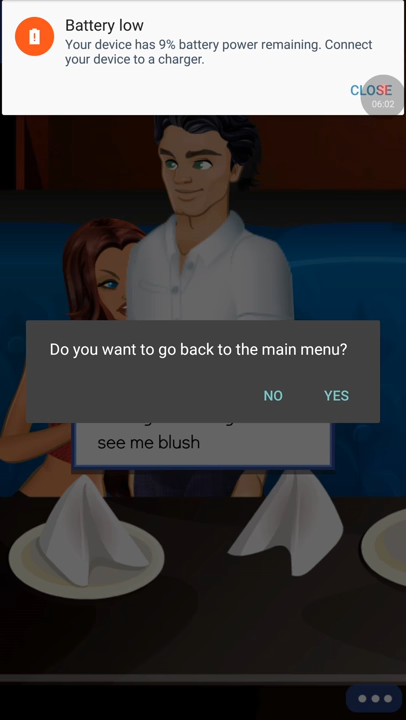 Battery low
Your device has 9% battery power remaining. Connect
your device to a charger.
CLOSE
06:02
Do you want to go back to the main menu?
NO YES
see me blush